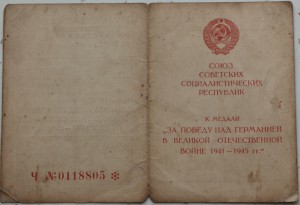 Ч №0118805 ✻
СОЮЗ
СОВЕТСКИХ
СОЦИАЛИСТИЧЕСКИХ
РЕСПУБЛИК
К МЕДАЛИ
„ЗА ПОБЕДУ НАД ГЕРМАНИЕЙ
В ВЕЛИКОЙ ОТЕЧЕСТВЕННОЙ
ВОЙНЕ 1941—1945 гг.“